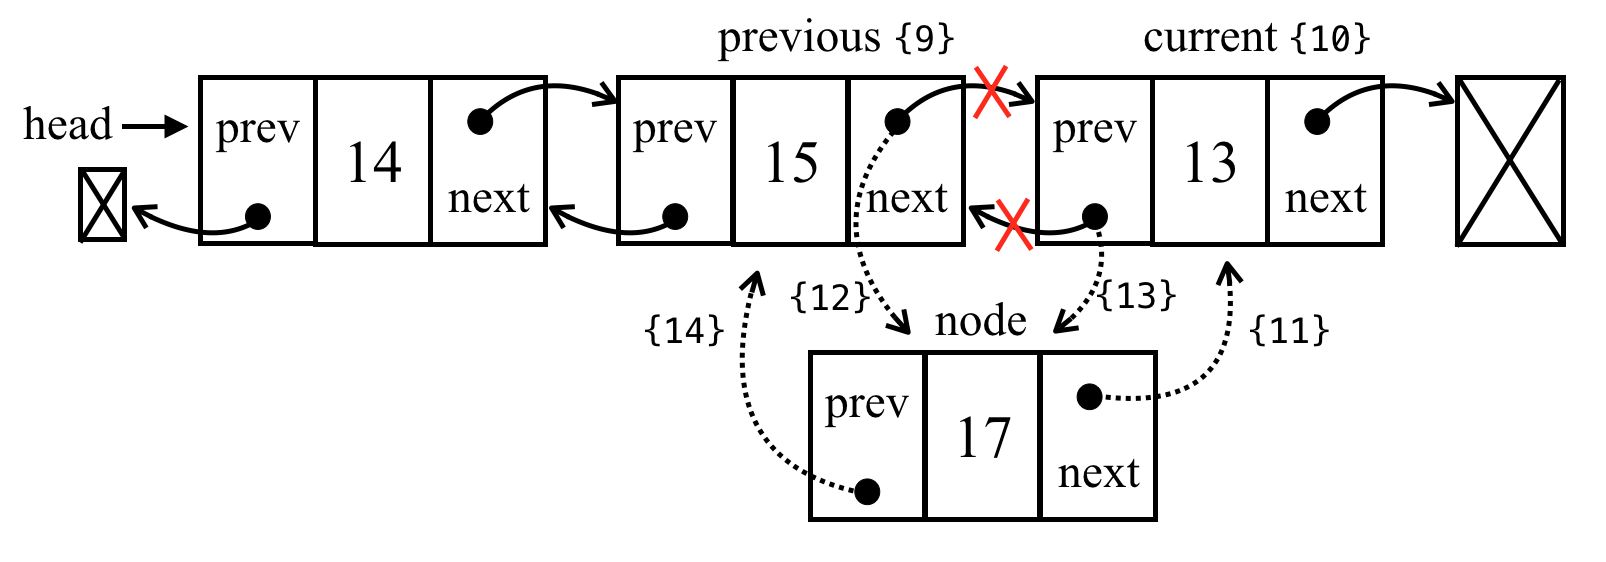 previous {9}
current {10}
head
prev
14
next
prev
15
next
prev
13
next
{12}
{13}
{14}
node
{11}
prev
17
next